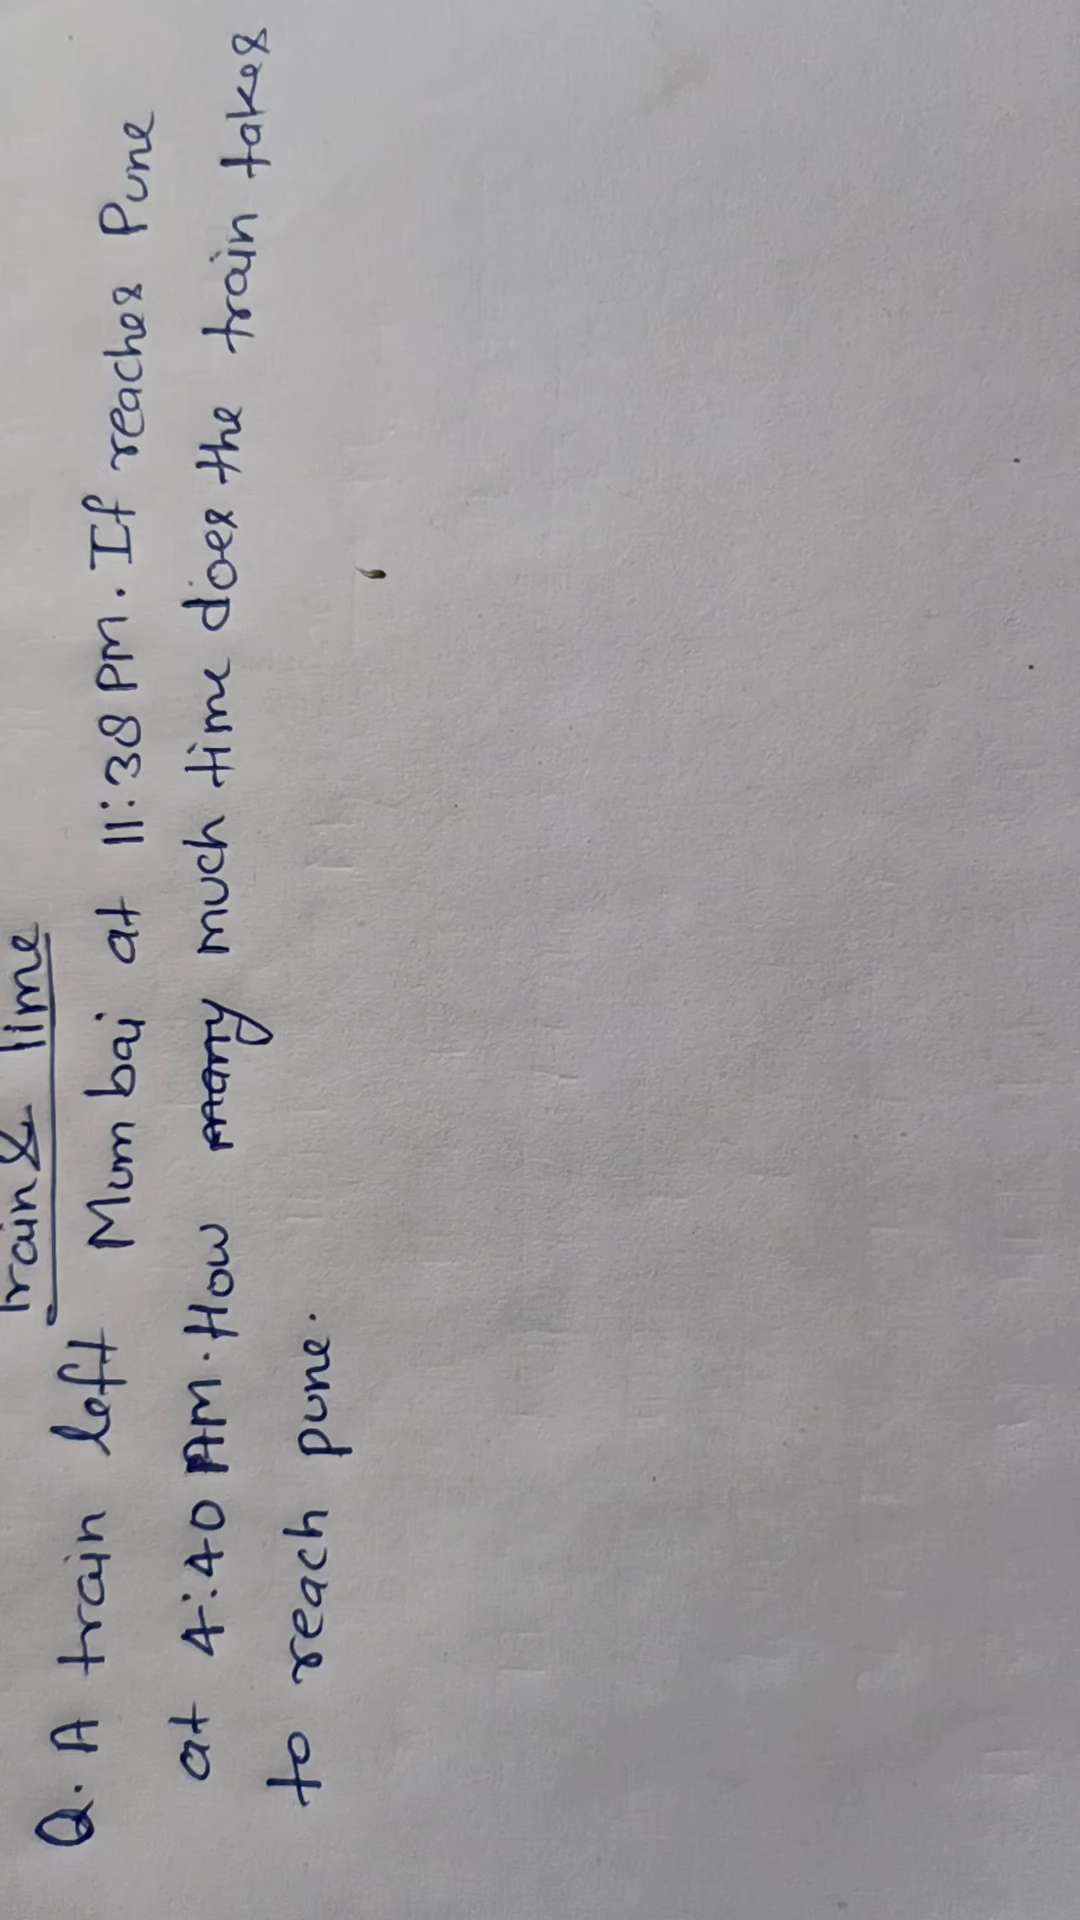 Train & Time
Q. A train left Mumbai at 11:38 PM. If reaches Pune
at 4:40 AM. How many much time does the train takes
to reach pune.